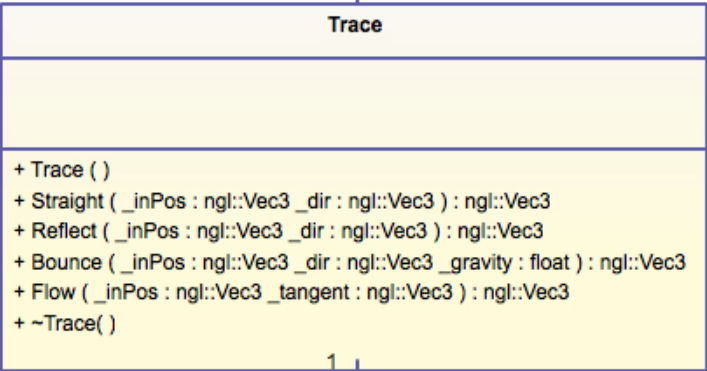 Trace
+ Trace ( )
+ Straight ( _inPos : ngl::Vec3 _dir : ngl::Vec3 ) : ngl::Vec3
+ Reflect ( _inPos : ngl::Vec3 _dir : ngl::Vec3 ) : ngl::Vec3
+ Bounce ( _inPos : ngl::Vec3 _dir : ngl::Vec3 _gravity : float ) : ngl::Vec3
+ Flow ( _inPos : ngl::Vec3 _tangent : ngl::Vec3 ) : ngl::Vec3
+ ~Trace( )
1